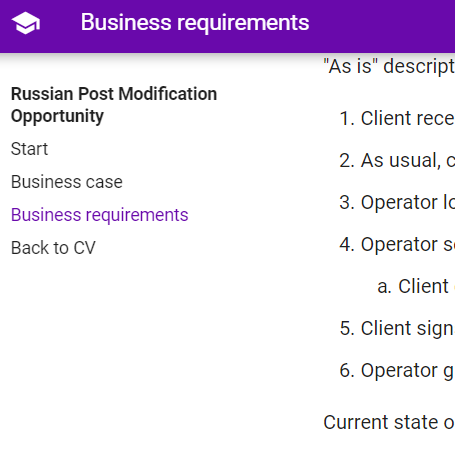 Business requirements
Russian Post Modification
Opportunity
Start
Business case
Business requirements
Back to CV
"As is" descript
1. Client rece
2. As usual, c
3. Operator lo
4. Operator s
a. Client
5. Client sign
6. Operator g
Current state o